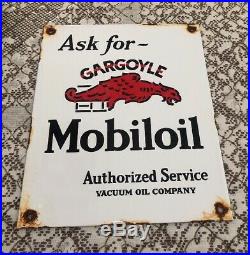 Ask for~
GARGOYLE
Mobiloil
Authorized Service
VACUUM OIL COMPANY